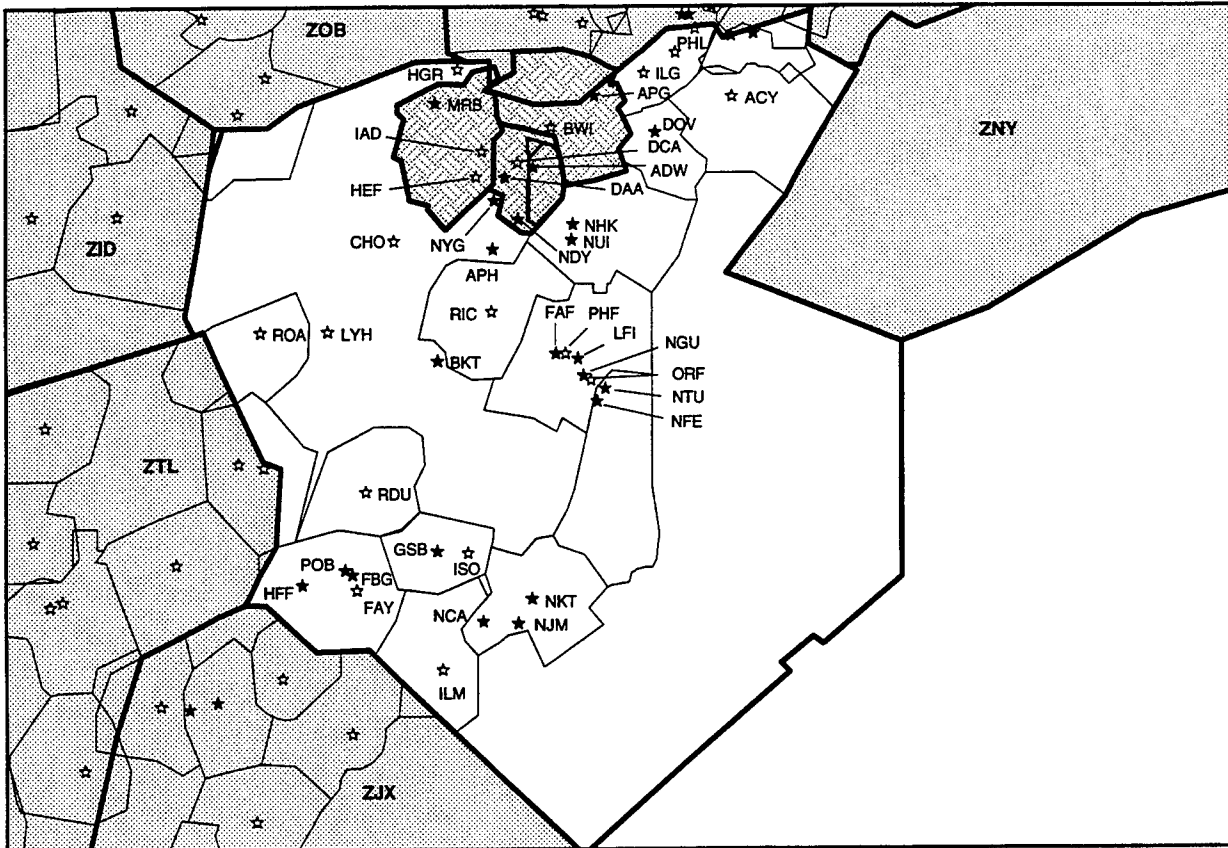 ZOB
PHL
HGR
ILG
MRB
APG
ACY
ZNY
IAD
BWI
DOV
DCA
ADW
HEF
DAA
ZID
CHO
NYG
NHK
NUI
NDY
APH
RIC
FAF
PHF
LFI
ROA
LYH
NGU
BKT
ORF
NTU
NFE
ZTL
RDU
GSB
ISO
POB
FBG
HFF
FAY
NKT
NCA
NJM
ILM
ZJX